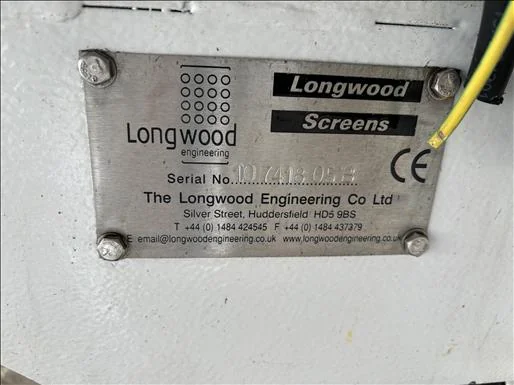 Longwood
engineering
Longwood
Screens
CE
Serial No.
The Longwood Engineering Co Ltd
Silver Street, Huddersfield HD5 9BS
T +44 (0) 1484 424545 F +44 (0) 1484 437379
E email@longwoodengineering.co.uk www.longwoodengineering.co.uk